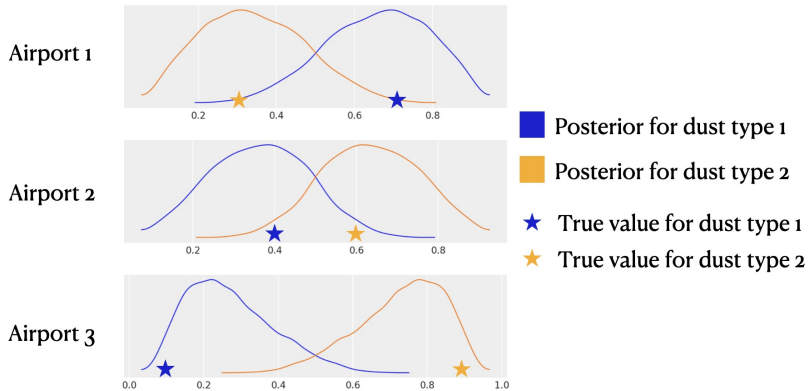 Airport 1
0.2 0.4 0.6 0.8
Posterior for dust type 1
Posterior for dust type 2
Airport 2
0.2 0.4 0.6 0.8
True value for dust type 1
True value for dust type 2
Airport 3
0.0 0.2 0.4 0.6 0.8 1.0